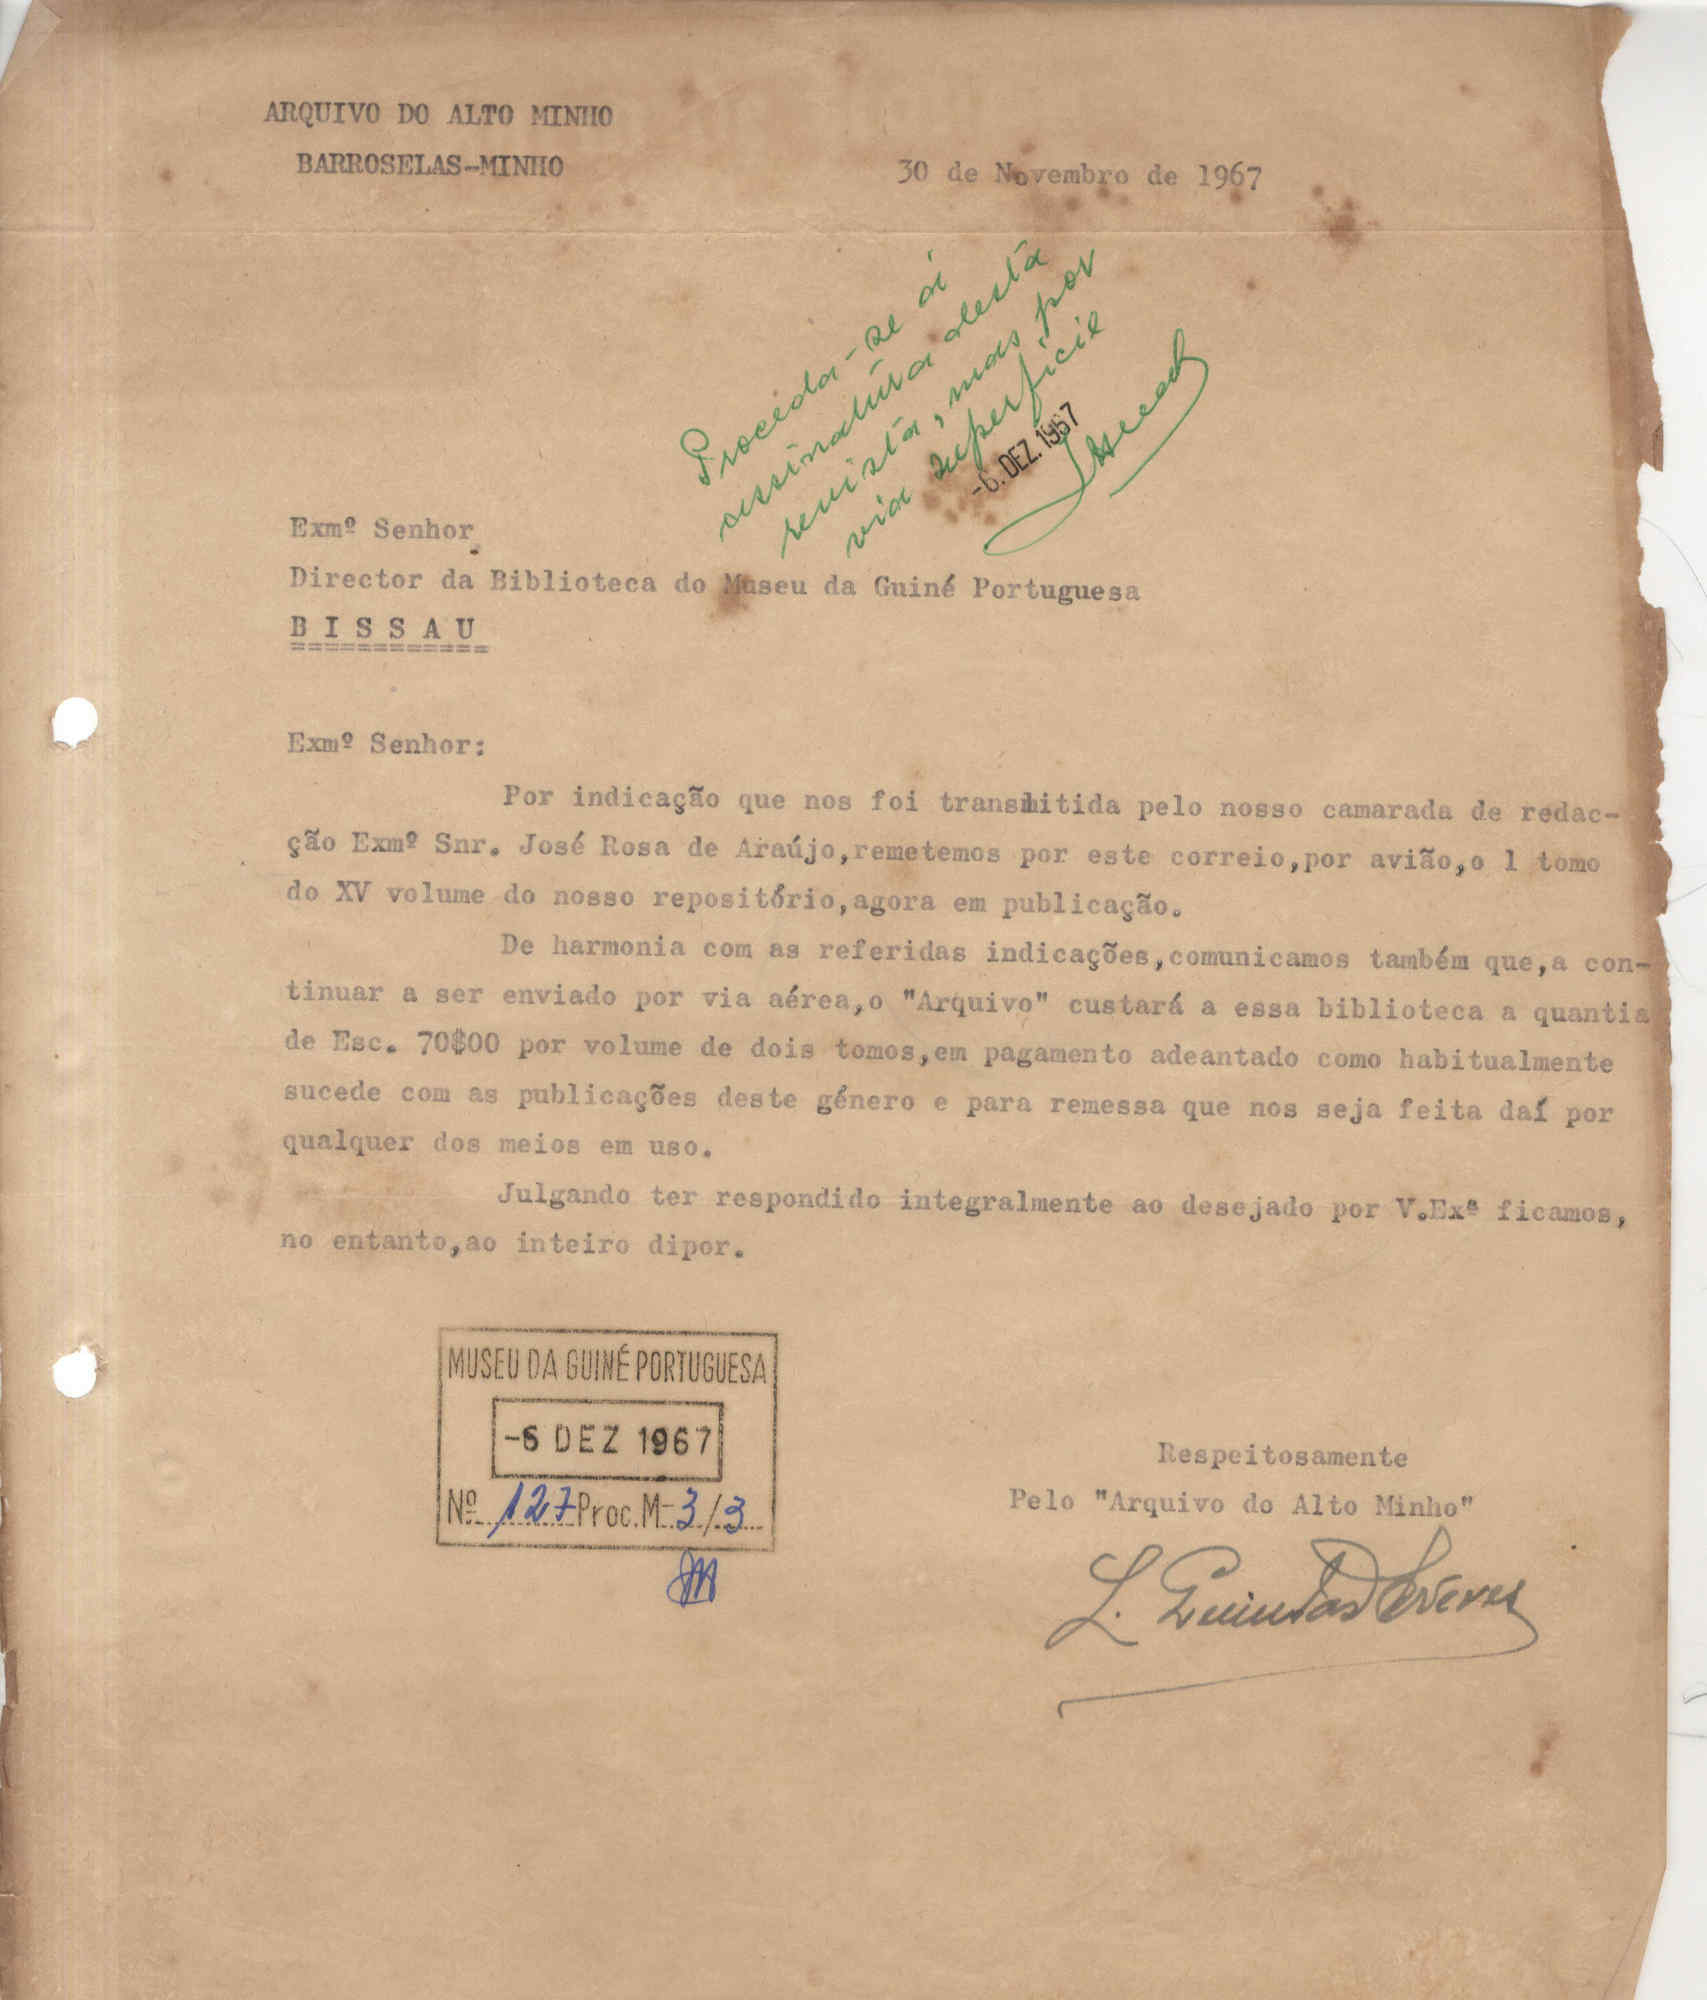 ARQUIVO DO ALTO MINHO
BARROSELAS-MINHO
30 de Novembro de 1967
Proceda-se á
assinatura desta
revista, mas por
via superfície
-6. DEZ. 1967
Exmº Senhor
Director da Biblioteca do Museu da Guiné Portuguesa
B I S S A U
============
Exmº Senhor:
Por indicação que nos foi transmitida pelo nosso camarada de redac-
ção Exmº Snr. José Rosa de Araújo,remetemos por este correio,por avião,o 1 tomo
do XV volume do nosso repositório,agora em publicação.
De harmonia com as referidas indicações,comunicamos também que,a con-
tinuar a ser enviado por via aérea,o "Arquivo" custará a essa biblioteca a quantia
de Esc. 70$00 por volume de dois tomos,em pagamento adeantado como habitualmente
sucede com as publicações deste género e para remessa que nos seja feita daí por
qualquer dos meios em uso.
Julgando ter respondido integralmente ao desejado por V.Exª ficamos,
no entanto,ao inteiro dipor.
MUSEU DA GUINÉ PORTUGUESA
-6 DEZ 1967
Nº 127 Proc. M-3/3
Respeitosamente
Pelo "Arquivo do Alto Minho"
L. Quintas Neves